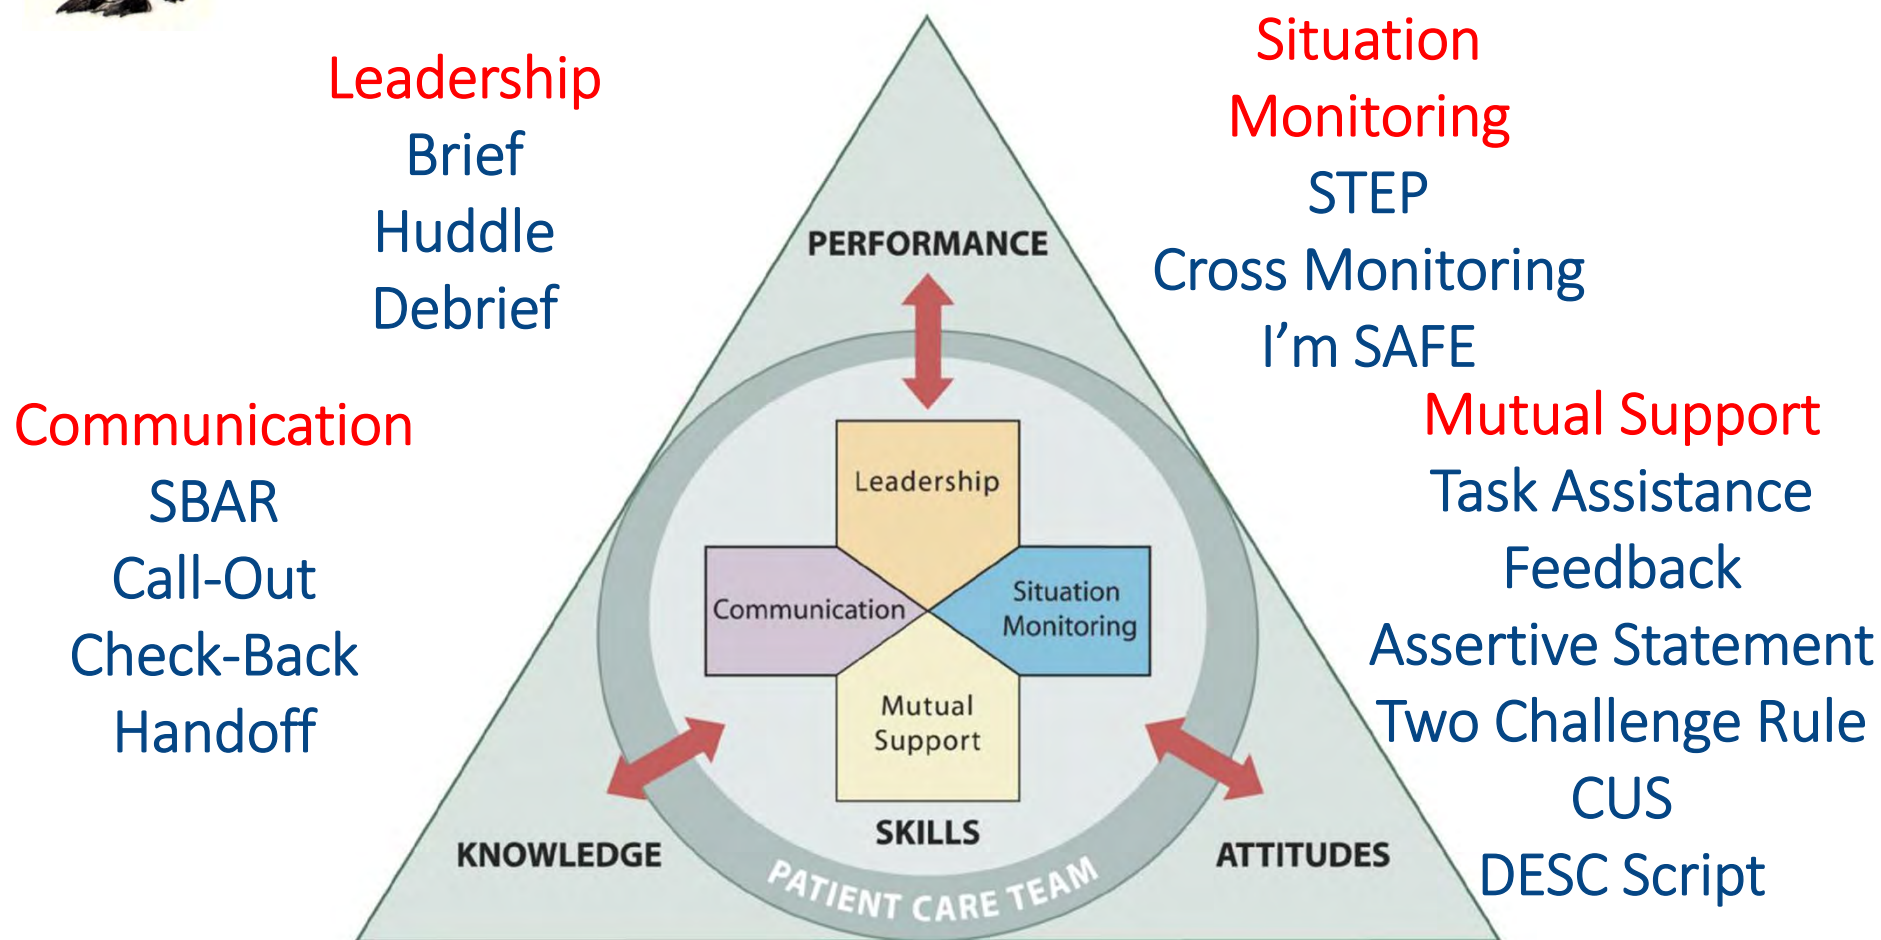 Leadership
Brief
Huddle
Debrief
Communication
SBAR
Call-Out
Check-Back
Handoff
PERFORMANCE
Leadership
Communication
Situation
Monitoring
Mutual
Support
SKILLS
KNOWLEDGE
ATTITUDES
PATIENT CARE TEAM
Situation
Monitoring
STEP
Cross Monitoring
I’m SAFE
Mutual Support
Task Assistance
Feedback
Assertive Statement
Two Challenge Rule
CUS
DESC Script